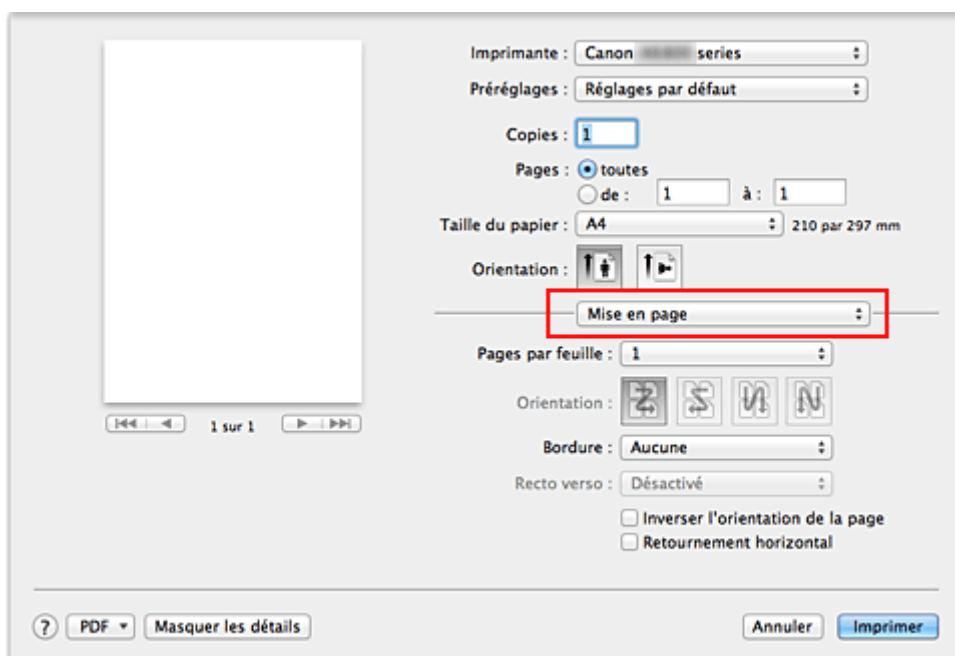 Imprimante : Canon series
Préréglages : Réglages par défaut
Copies : 1
Pages : toutes
de : 1 à : 1
Taille du papier : A4 210 par 297 mm
Orientation :
Mise en page
Pages par feuille : 1
Orientation :
1 sur 1
Bordure : Aucune
Recto verso : Désactivé
Inverser l'orientation de la page
Retournement horizontal
? PDF Masquer les détails Annuler Imprimer